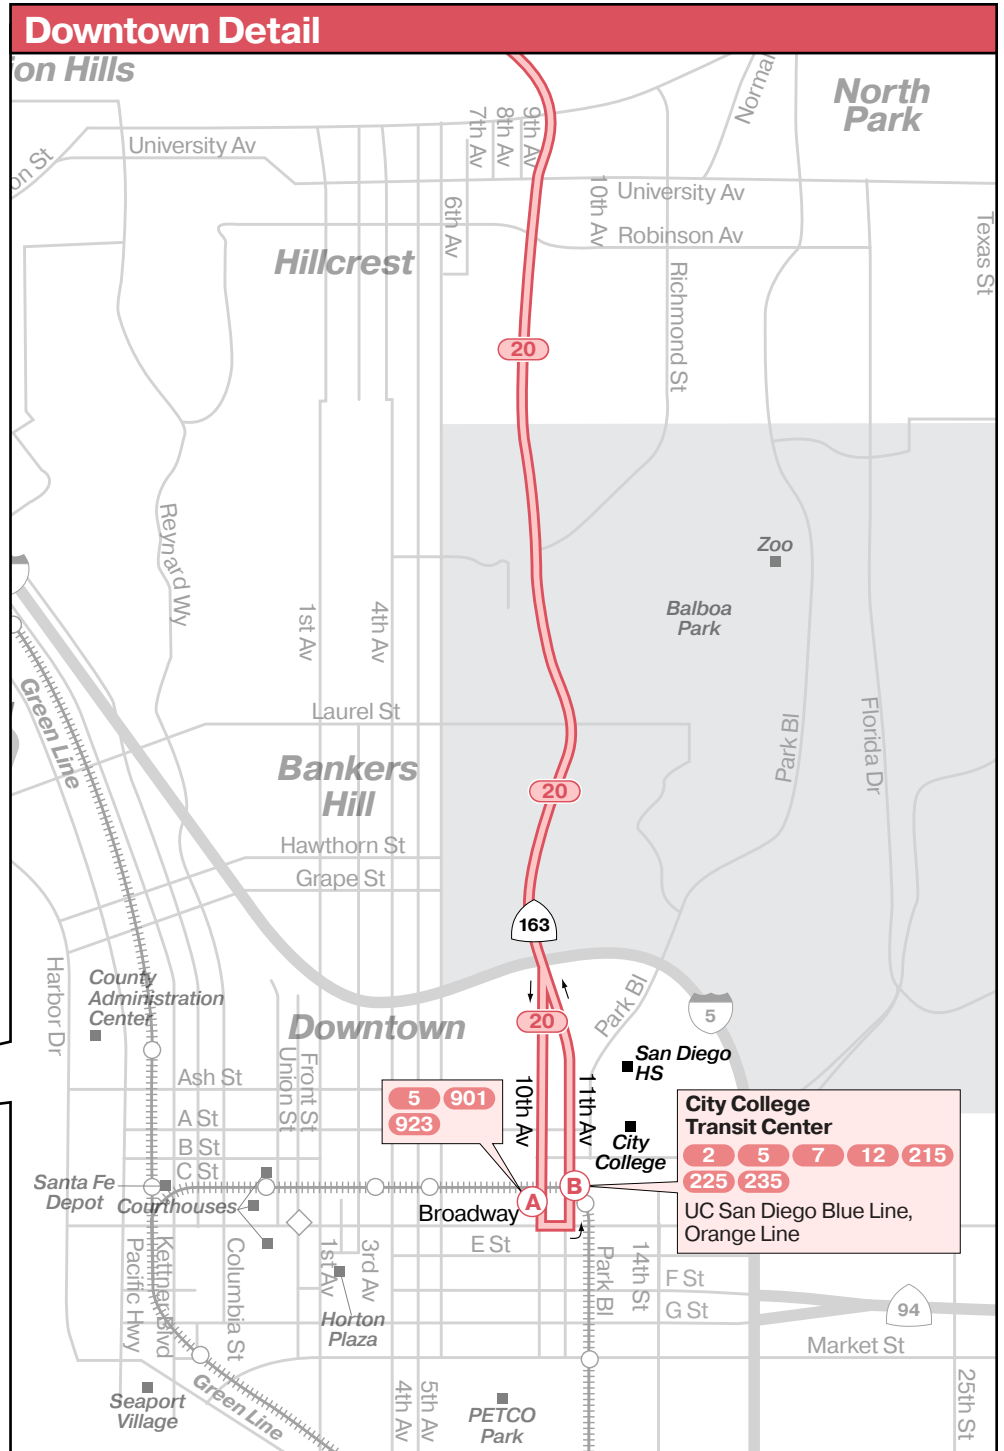 Downtown Detail
ion Hills
North
Park
Normal
7th Av
8th Av
9th Av
University Av
on St
10th Av
University Av
6th Av
Robinson Av
Texas St
Hillcrest
Richmond St
20
Reynard Wy
Zoo
Balboa
Park
1st Av
4th Av
Green Line
Laurel St
Park Bl
Florida Dr
Bankers
Hill
20
Hawthorn St
Grape St
163
Harbor Dr
County
Administration
Center
Downtown
20
Park Bl
5
San Diego
HS
Union St
Front St
Ash St
10th Av
11th Av
5 901
923
A St
B St
C St
City
College
City College
Transit Center
2 5 7 12 215
225 235
UC San Diego Blue Line,
Orange Line
Santa Fe
Depot
Courthouses
A
B
Broadway
Pacific Hwy
Kettner Blvd
Columbia St
1st Av
3rd Av
E St
Park Bl
14th St
F St
G St
94
Horton
Plaza
Market St
Green Line
Seaport
Village
4th Av
5th Av
PETCO
Park
25th St